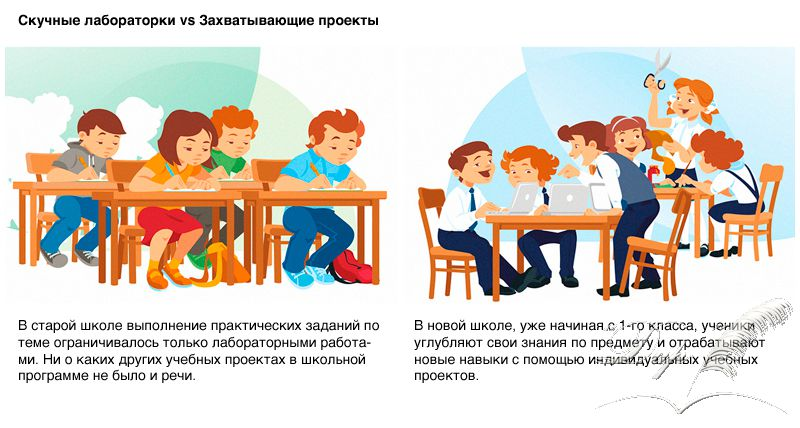 Скучные лабораторки vs Захватывающие проекты
В старой школе выполнение практических заданий по
теме ограничивалось только лабораторными работа-
ми. Ни о каких других учебных проектах в школьной
программе не было и речи.
В новой школе, уже начиная с 1-го класса, ученики
углубляют свои знания по предмету и отрабатывают
новые навыки с помощью индивидуальных учебных
проектов.